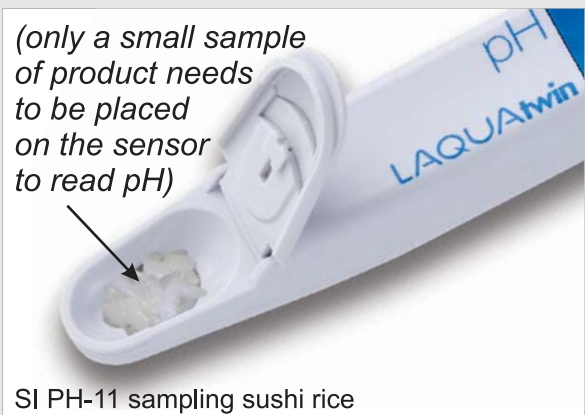 (only a small sample
of product needs
to be placed
on the sensor
to read pH)
pH
LAQUAtwin
SI PH-11 sampling sushi rice